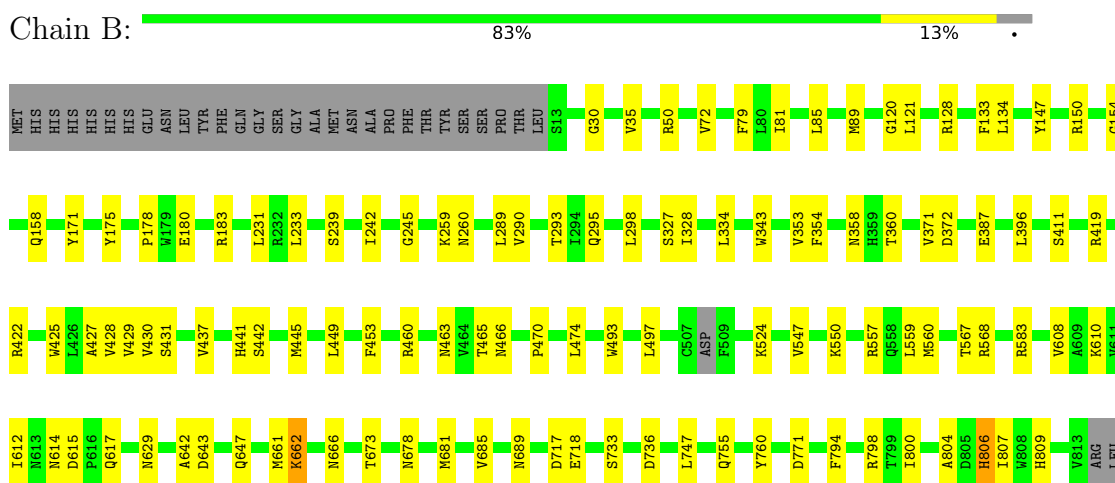 Chain B:
83% 13% •
MET HIS HIS HIS HIS HIS HIS GLU ASN LEU TYR PHE GLN GLY SER GLY ALA MET ASN ALA PRO PHE THR TYR SER SER PRO THR LEU S13 G30 V35 R50 V72 F79 L80 I81 L85 M89 G120 L121 R128 F133 L134 Y147 R150
Q158 Y171 Y175 P178 W179 E180 R183 L231 R232 L233 S239 I242 G245 K259 N260 L289 V290 T293 I294 Q295 L298 S327 I328 L334 W343 V353 F354 N358 H359 T360 V371 D372 E387 L396 S411 R419
R422 W425 L426 A427 V428 V429 V430 S431 V437 H441 S442 M445 L449 F453 R460 N463 V464 T465 N466 P470 L474 W493 L497 C507 ASP F509 K524 V547 K550 R557 Q558 L559 M560 T567 R568 R583 V608 A609 K610 V611
I612 N613 N614 D615 P616 Q617 N629 A642 D643 Q647 M661 K662 N666 T673 N678 M681 V685 N689 D717 E718 S733 D736 L747 Q755 Y760 D771 F794 R798 T799 I800 A804 D805 H806 I807 W808 H809 V813 ARG LEU